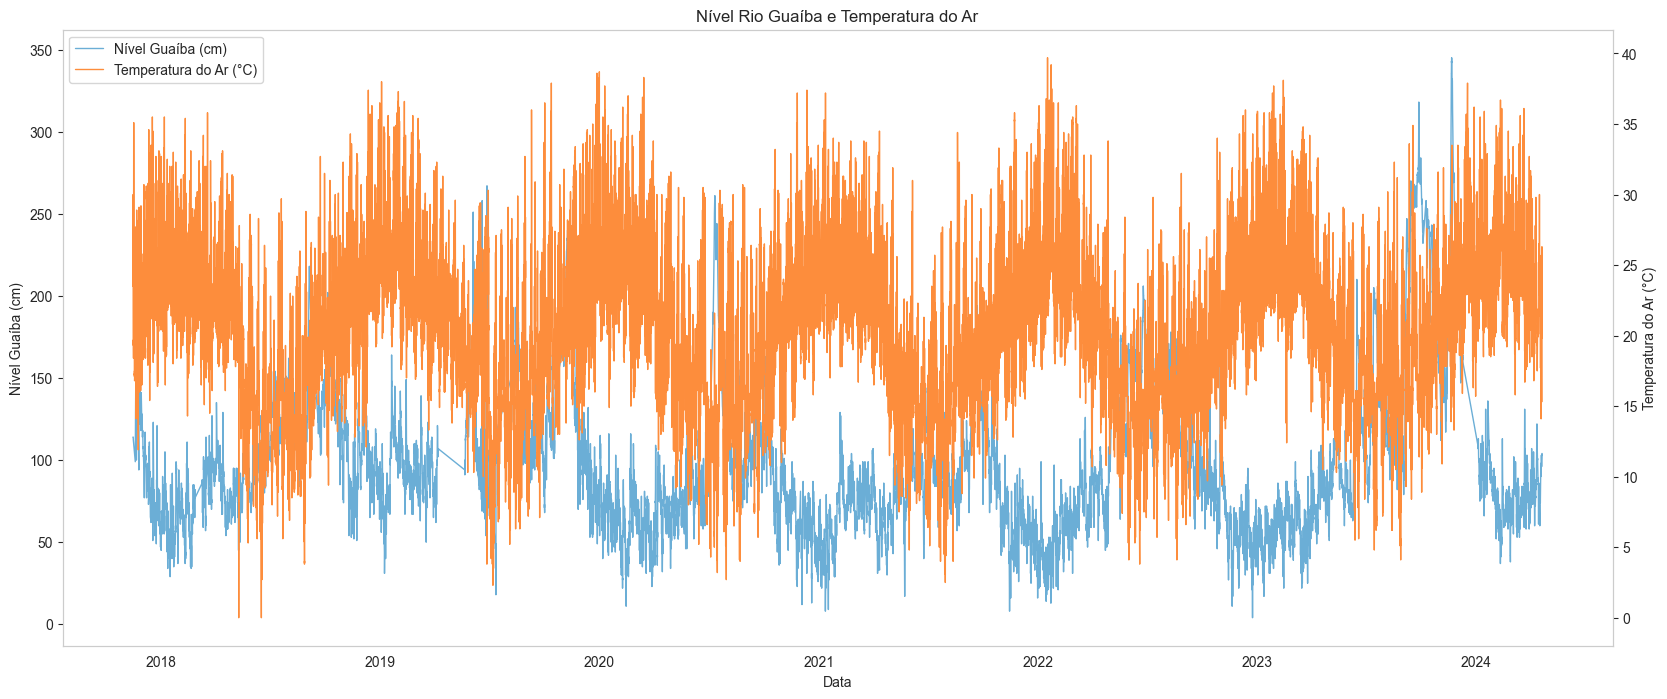 Nível Rio Guaíba e Temperatura do Ar
Nível Guaíba (cm)
Temperatura do Ar (°C)
Nível Guaíba (cm)
350
300
250
200
150
100
50
0
40
35
30
25
20
15
10
5
0
Temperatura do Ar (°C)
2018 2019 2020 2021 2022 2023 2024
Data